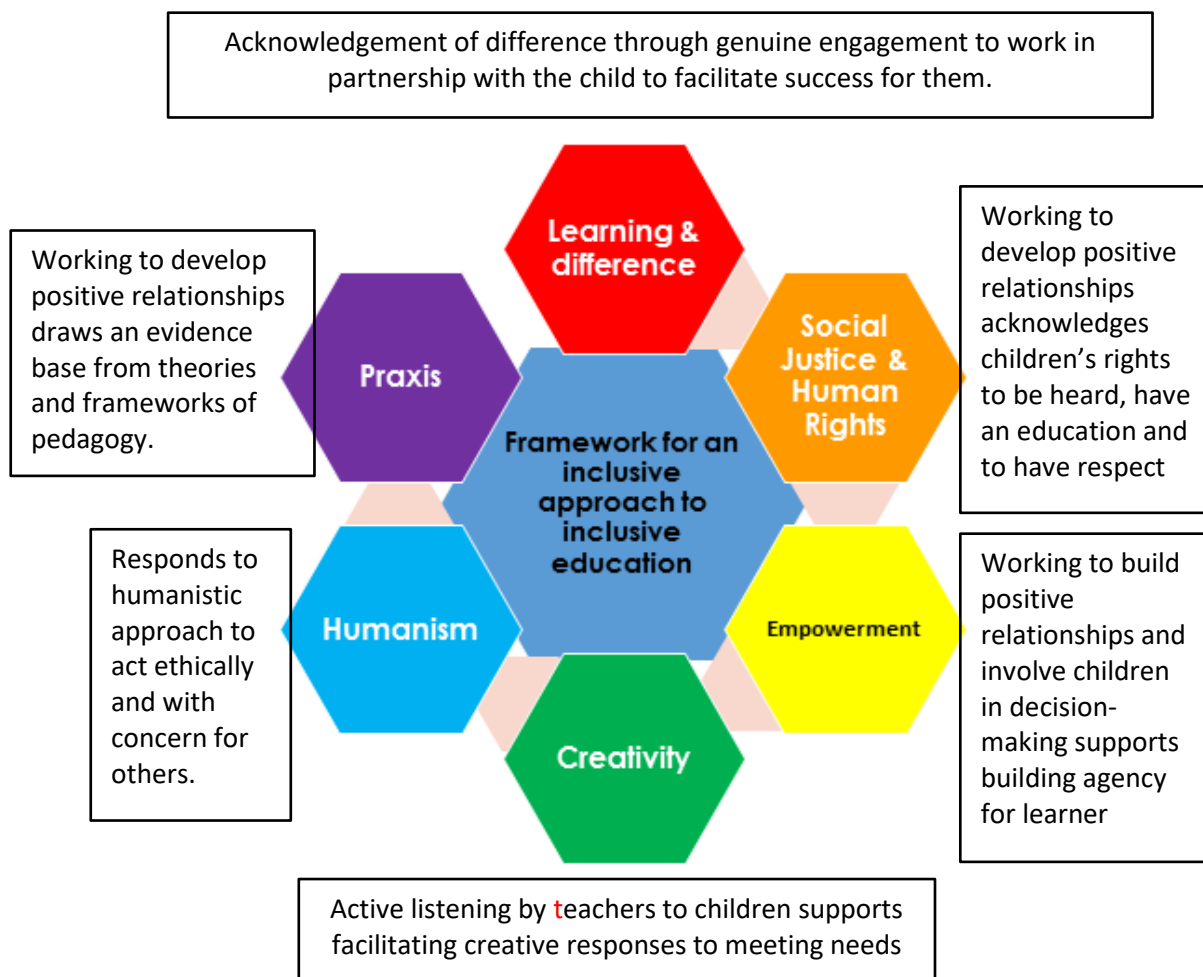 Acknowledgement of difference through genuine engagement to work in
partnership with the child to facilitate success for them.
Learning &
difference
Working to develop
positive relationships
draws an evidence
base from theories
and frameworks of
pedagogy.
Praxis
Social
Justice &
Human
Rights
Working to
develop positive
relationships
acknowledges
children’s rights
to be heard, have
an education and
to have respect
Framework for an
inclusive
approach to
inclusive
education
Responds to
humanistic
approach to
act ethically
and with
concern for
others.
Humanism
Empowerment
Working to build
positive
relationships and
involve children
in decision-
making supports
building agency
for learner
Creativity
Active listening by teachers to children supports
facilitating creative responses to meeting needs